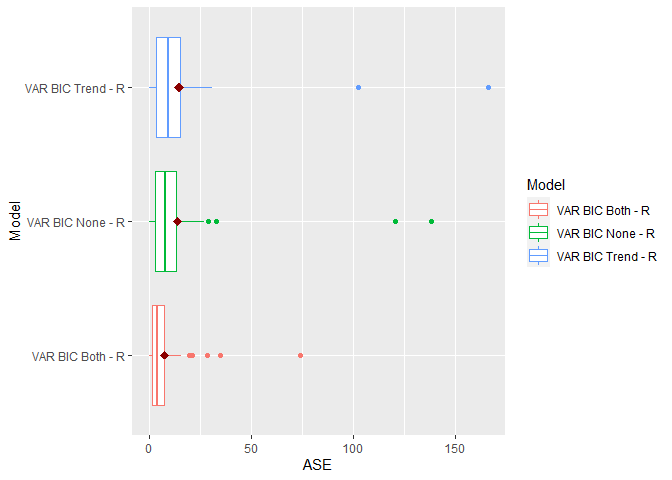 VAR BIC Trend - R
VAR BIC None - R
VAR BIC Both - R
Model
0 50 100 150
ASE
Model
VAR BIC Both - R
VAR BIC None - R
VAR BIC Trend - R